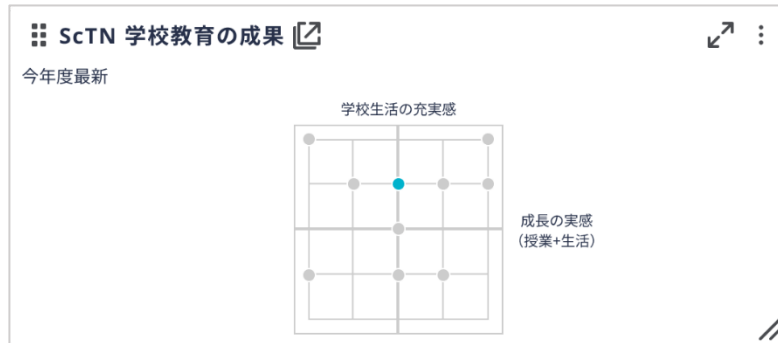 ScTN 学校教育の成果
今年度最新
学校生活の充実感
成長の実感
（授業+生活）